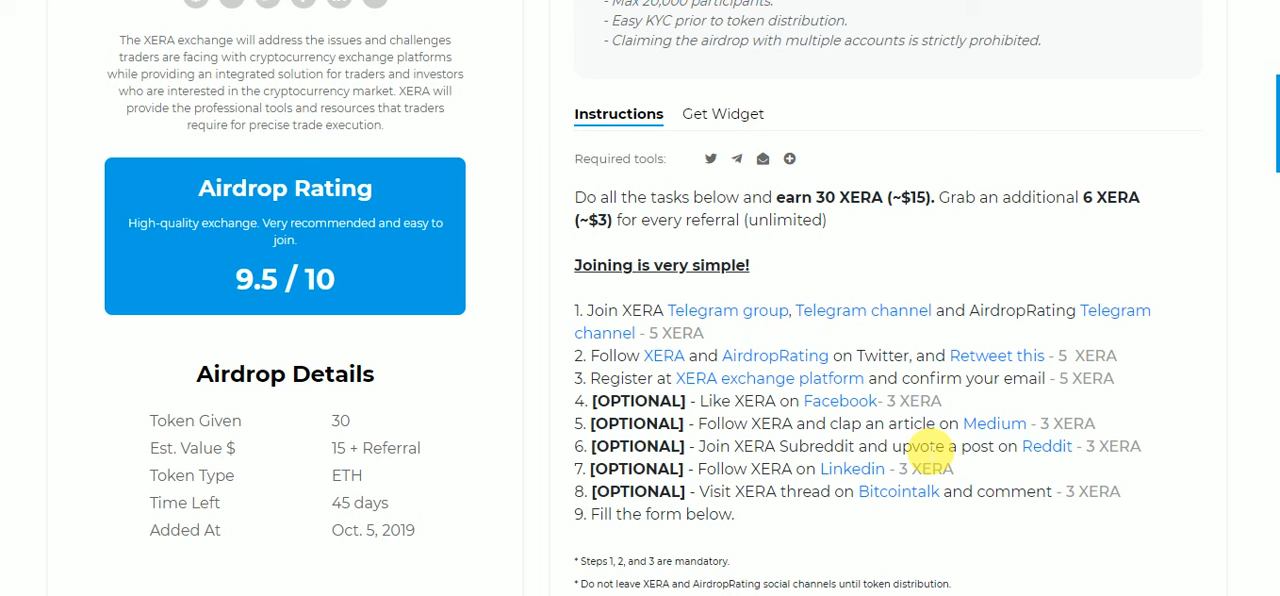 The XERA exchange will address the issues and challenges
traders are facing with cryptocurrency exchange platforms
while providing an integrated solution for traders and investors
who are interested in the cryptocurrency market. XERA will
provide the professional tools and resources that traders
require for precise trade execution.
Airdrop Rating
High-quality exchange. Very recommended and easy to
join.
9.5 / 10
Airdrop Details
Token Given 30
Est. Value $ 15 + Referral
Token Type ETH
Time Left 45 days
Added At Oct. 5, 2019
- Max 20,000 participants.
- Easy KYC prior to token distribution.
- Claiming the airdrop with multiple accounts is strictly prohibited.
Instructions Get Widget
Required tools:
Do all the tasks below and earn 30 XERA (~$15). Grab an additional 6 XERA
(~$3) for every referral (unlimited)
Joining is very simple!
1. Join XERA Telegram group, Telegram channel and AirdropRating Telegram
channel - 5 XERA
2. Follow XERA and AirdropRating on Twitter, and Retweet this - 5 XERA
3. Register at XERA exchange platform and confirm your email - 5 XERA
4. [OPTIONAL] - Like XERA on Facebook- 3 XERA
5. [OPTIONAL] - Follow XERA and clap an article on Medium - 3 XERA
6. [OPTIONAL] - Join XERA Subreddit and upvote a post on Reddit - 3 XERA
7. [OPTIONAL] - Follow XERA on Linkedin - 3 XERA
8. [OPTIONAL] - Visit XERA thread on Bitcointalk and comment - 3 XERA
9. Fill the form below.
* Steps 1, 2, and 3 are mandatory.
* Do not leave XERA and AirdropRating social channels until token distribution.